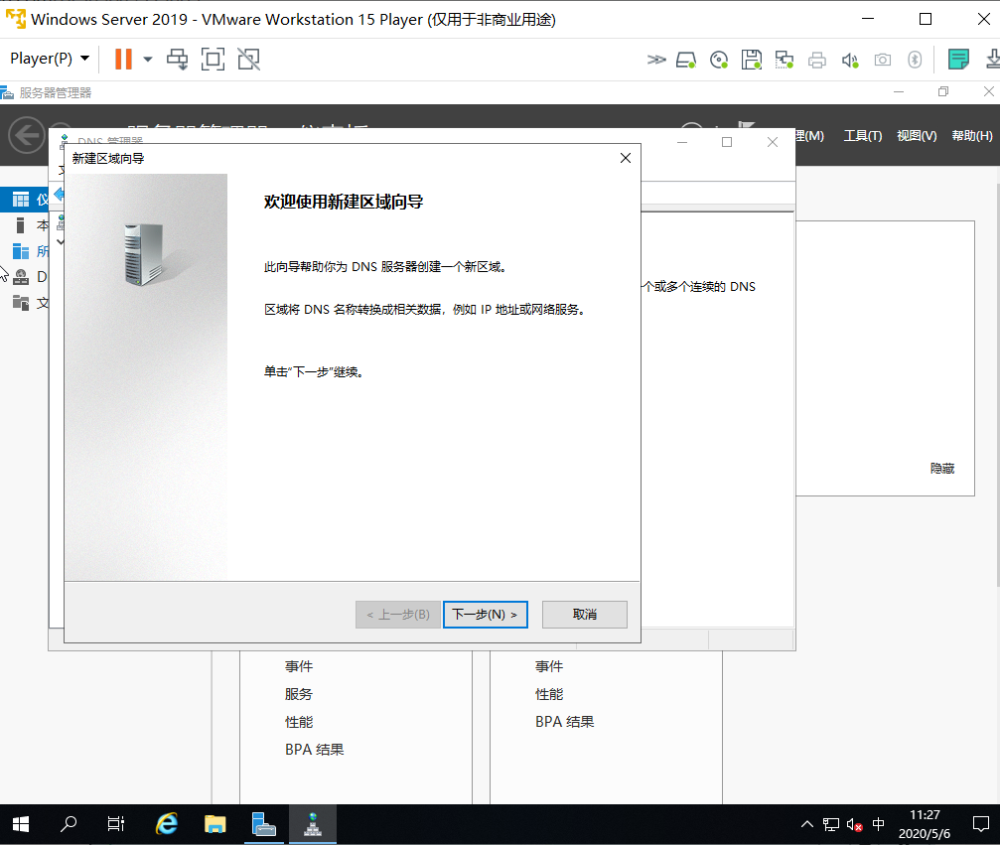 Windows Server 2019 - VMware Workstation 15 Player (仅用于非商业用途)
Player(P)
服务器管理器
理(M) 工具(T) 视图(V) 帮助(H)
DNS 管理器
新建区域向导
仪
本
所
D
文
欢迎使用新建区域向导
此向导帮助你为 DNS 服务器创建一个新区域。
个或多个连续的 DNS
区域将 DNS 名称转换成相关数据，例如 IP 地址或网络服务。
单击“下一步”继续。
隐藏
< 上一步(B) 下一步(N) > 取消
事件 事件
服务 性能
性能 BPA 结果
BPA 结果
中
11:27
2020/5/6